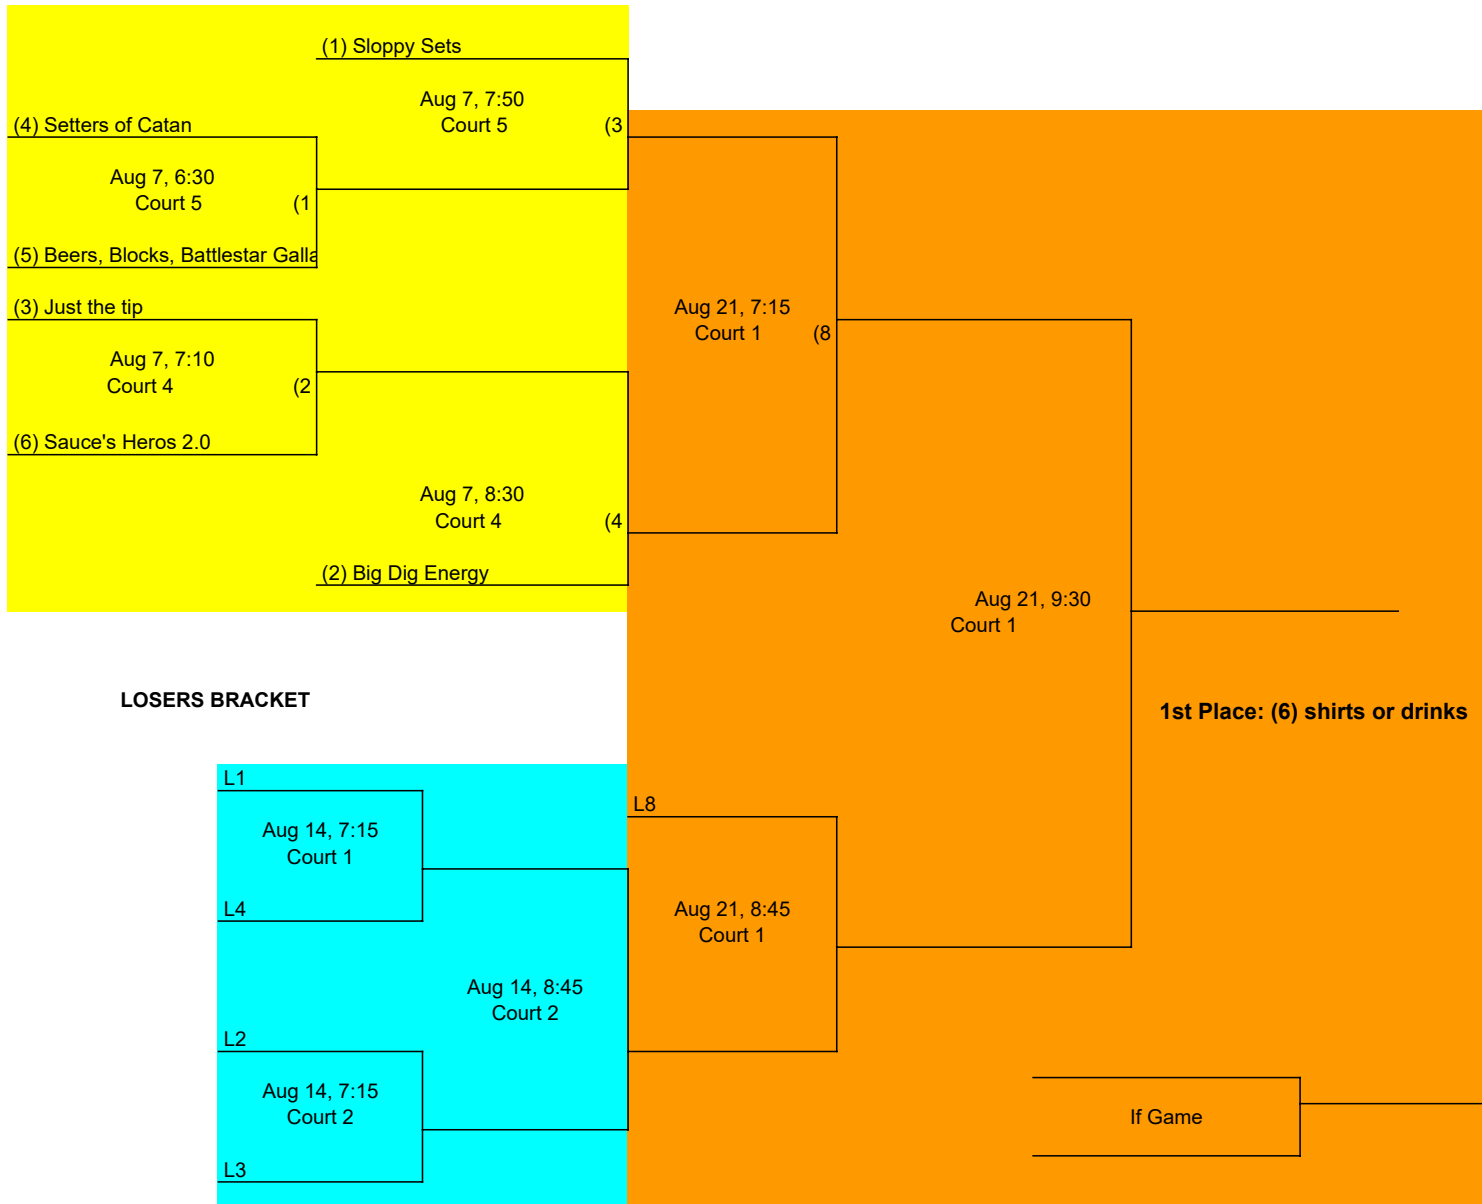 (1) Sloppy Sets
Aug 7, 7:50
Court 5
(3
(4) Setters of Catan
Aug 7, 6:30
Court 5
(1
(5) Beers, Blocks, Battlestar Galla
(3) Just the tip
Aug 7, 7:10
Court 4
(2
(6) Sauce's Heros 2.0
Aug 7, 8:30
Court 4
(4
(2) Big Dig Energy
Aug 21, 7:15
Court 1
(8
Aug 21, 9:30
Court 1
1st Place: (6) shirts or drinks
LOSERS BRACKET
L1
Aug 14, 7:15
Court 1
L4
Aug 14, 8:45
Court 2
L2
Aug 14, 7:15
Court 2
L3
L8
Aug 21, 8:45
Court 1
If Game